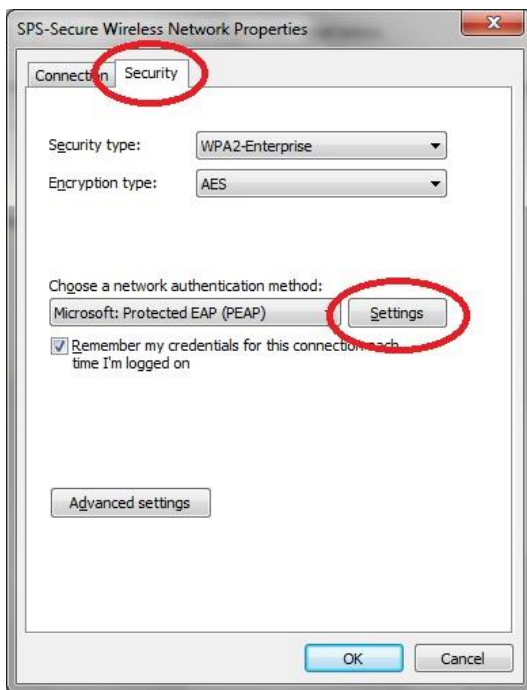 SPS-Secure Wireless Network Properties
Connection Security
Security type: WPA2-Enterprise
Encryption type: AES
Choose a network authentication method:
Microsoft: Protected EAP (PEAP) Settings
Remember my credentials for this connection each
time I'm logged on
Advanced settings
OK Cancel